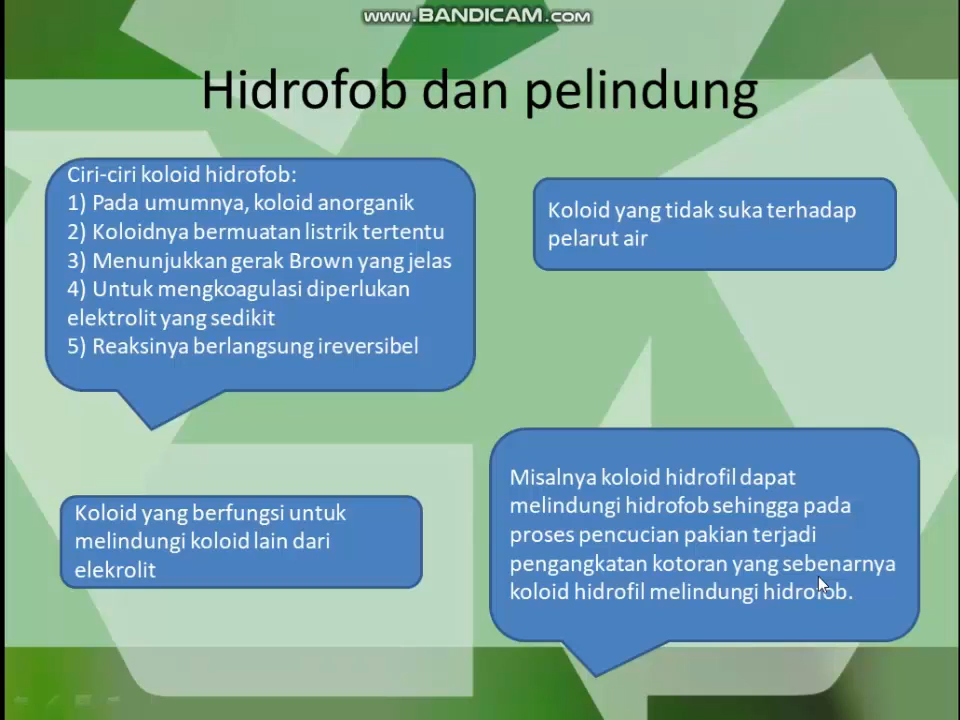 www.BANDICAM.com
Hidrofob dan pelindung
Ciri-ciri koloid hidrofob:
1) Pada umumnya, koloid anorganik
2) Koloidnya bermuatan listrik tertentu
3) Menunjukkan gerak Brown yang jelas
4) Untuk mengkoagulasi diperlukan
elektrolit yang sedikit
5) Reaksinya berlangsung ireversibel
Koloid yang tidak suka terhadap
pelarut air
Koloid yang berfungsi untuk
melindungi koloid lain dari
elekrolit
Misalnya koloid hidrofil dapat
melindungi hidrofob sehingga pada
proses pencucian pakian terjadi
pengangkatan kotoran yang sebenarnya
koloid hidrofil melindungi hidrofob.